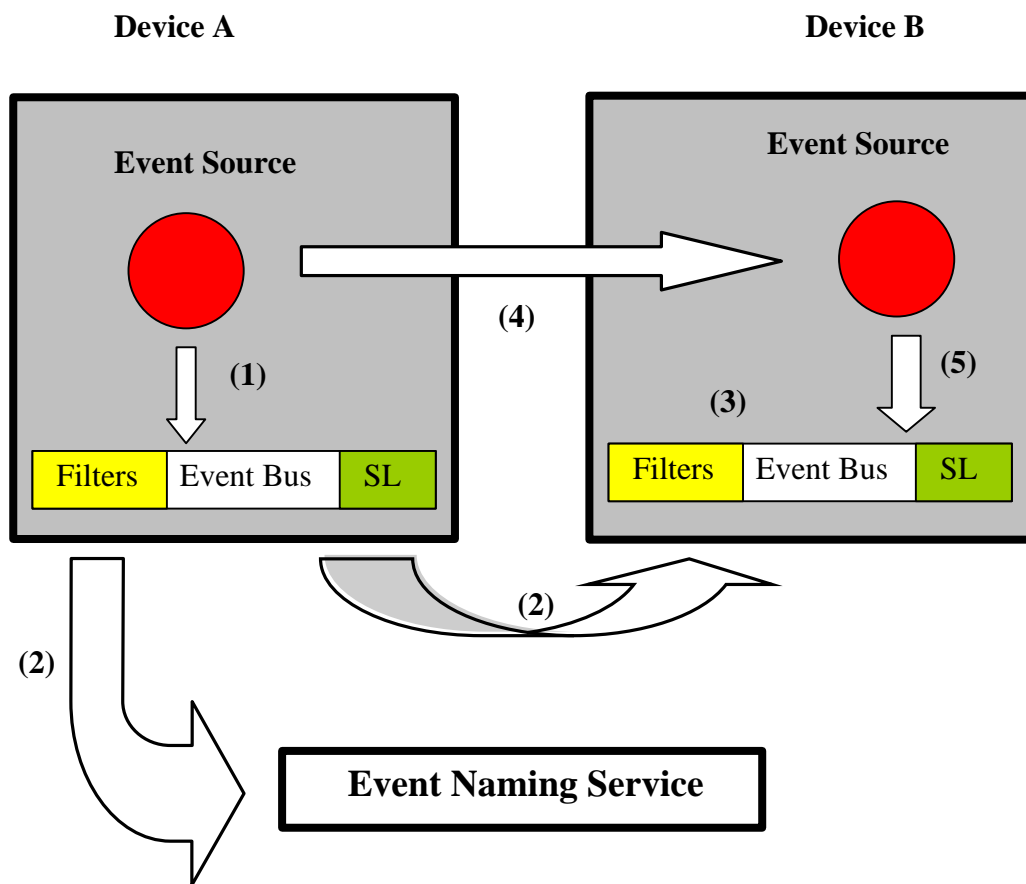 Device A
Device B
Event Source
Event Source
(4)
(1)
(5)
(3)
Filters
Event Bus
SL
Filters
Event Bus
SL
(2)
(2)
Event Naming Service